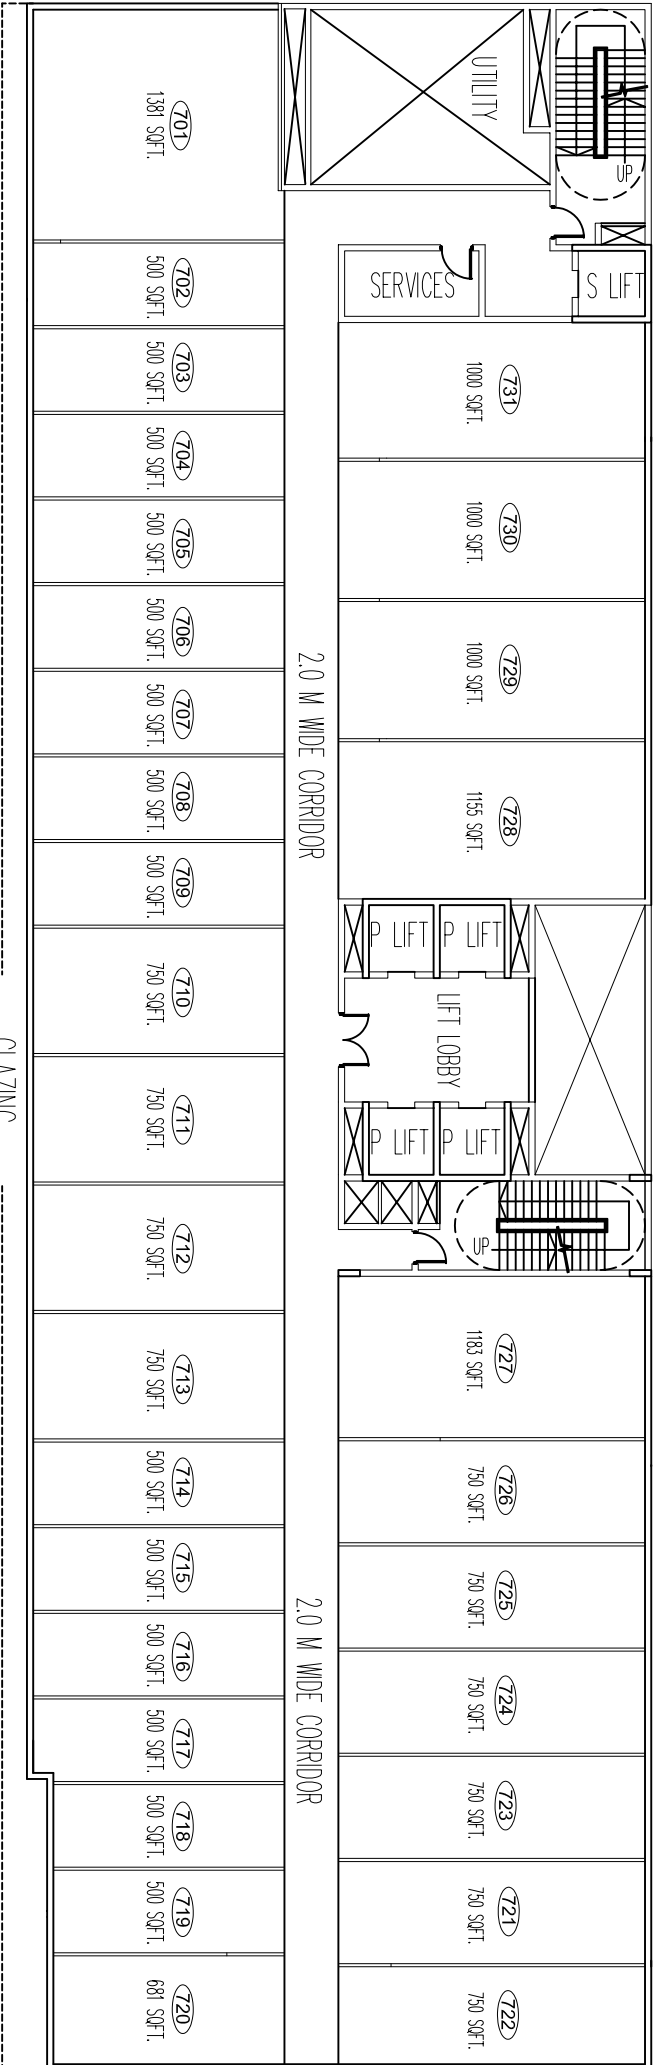 UTILITY
UP
701
1381 SQFT.
702
500 SQFT.
SERVICES
S LIFT
703
500 SQFT.
731
1000 SQFT.
704
500 SQFT.
705
500 SQFT.
730
1000 SQFT.
706
500 SQFT.
707
500 SQFT.
729
1000 SQFT.
2.0 M WIDE CORRIDOR
708
500 SQFT.
728
1155 SQFT.
709
500 SQFT.
P LIFT
P LIFT
710
750 SQFT.
LIFT LOBBY
GLAZING
711
750 SQFT.
P LIFT
P LIFT
712
750 SQFT.
UP
713
750 SQFT.
727
1183 SQFT.
714
500 SQFT.
726
750 SQFT.
715
500 SQFT.
725
750 SQFT.
716
500 SQFT.
2.0 M WIDE CORRIDOR
724
750 SQFT.
717
500 SQFT.
723
750 SQFT.
718
500 SQFT.
719
500 SQFT.
721
750 SQFT.
720
681 SQFT.
722
750 SQFT.